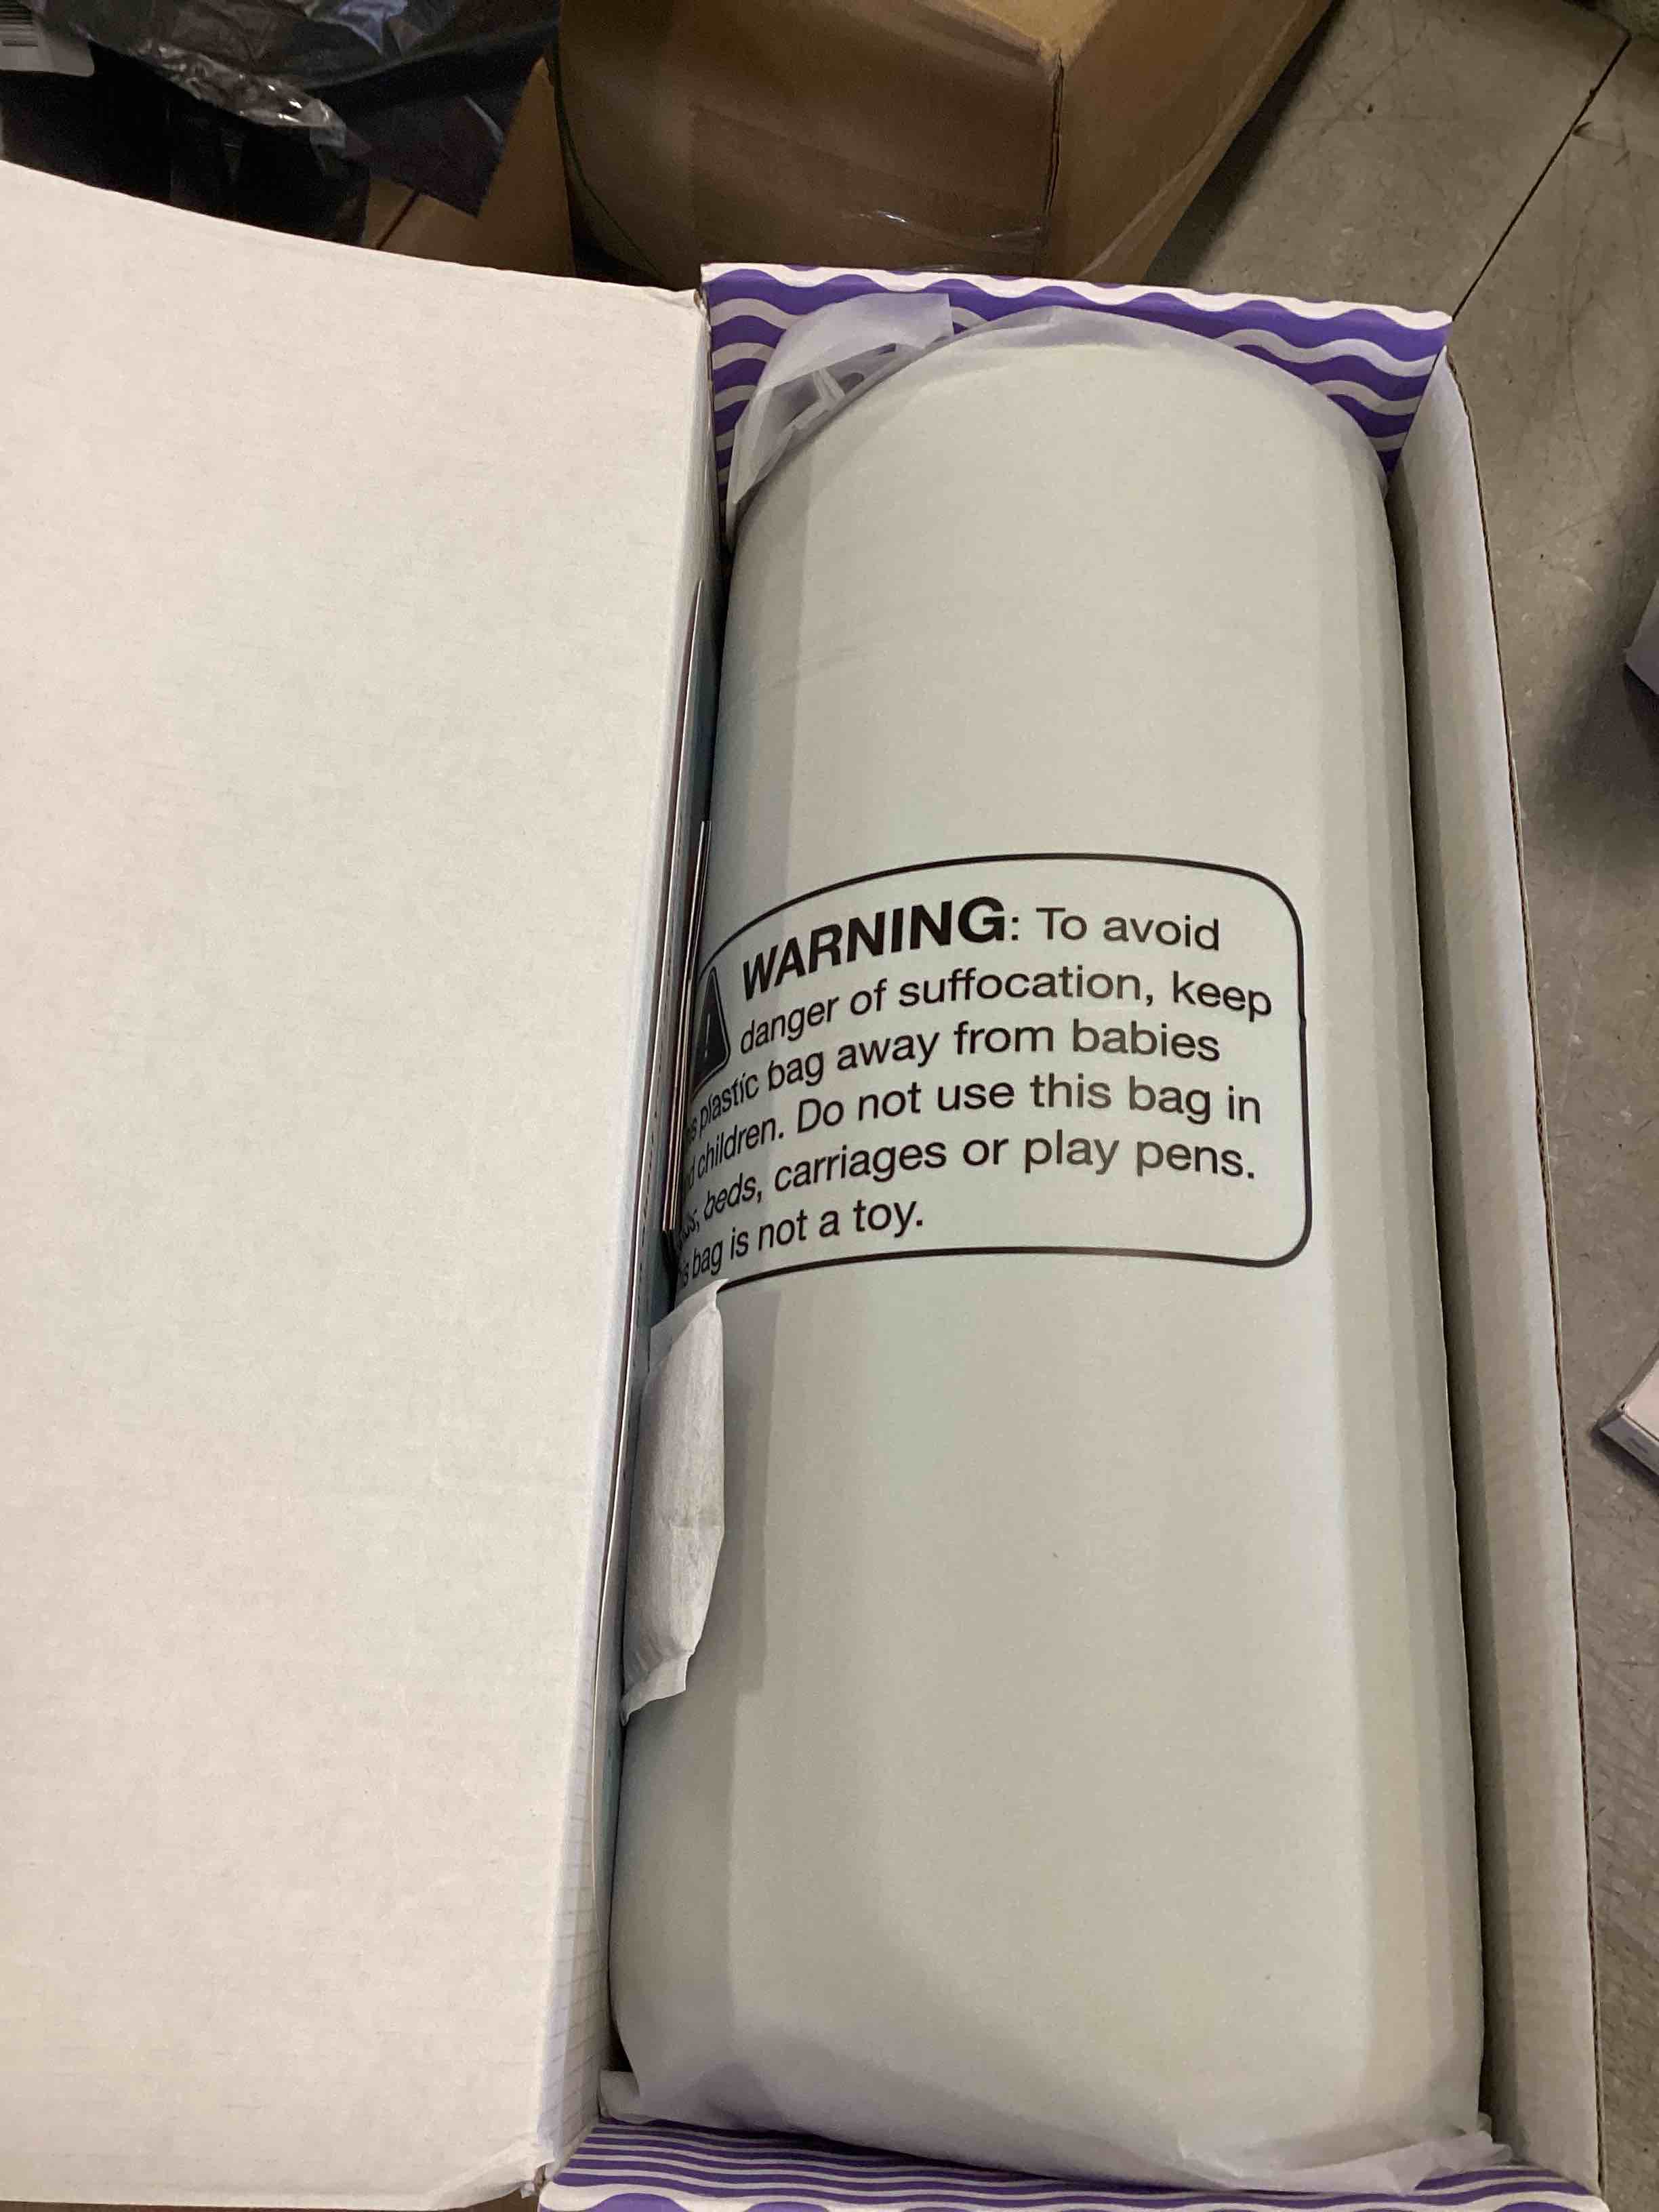 WARNING: To avoid
danger of suffocation, keep
plastic bag away from babies
children. Do not use this bag in
beds, carriages or play pens.
bag is not a toy.